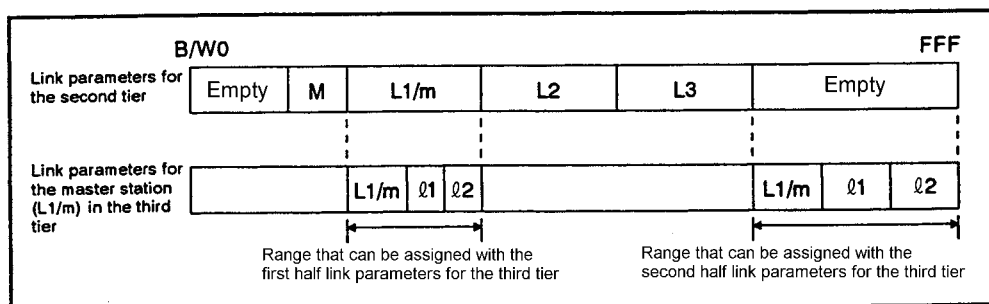 B/W0 FFF
Link parameters for
the second tier
Empty M L1/m L2 L3 Empty
Link parameters for
the master station
(L1/m) in the third
tier
L1/m ℓ1 ℓ2 L1/m ℓ1 ℓ2
Range that can be assigned with the
first half link parameters for the third tier
Range that can be assigned with the
second half link parameters for the third tier